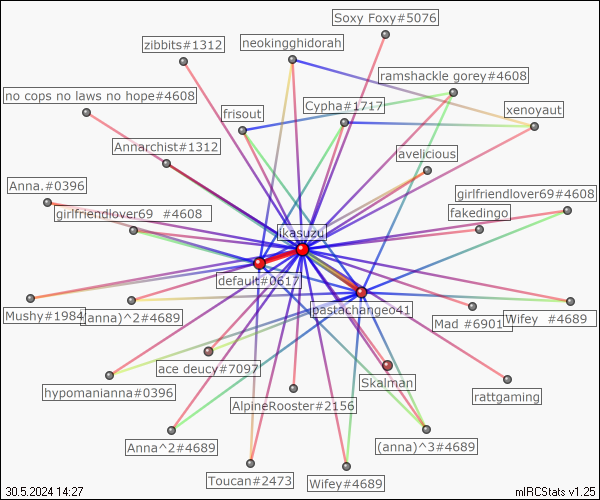 Soxy Foxy#5076
zibbits#1312
neokingghidorah
ramshackle gorey#4608
no cops no laws no hope#4608
frisout
Cypha#1717
xenoyaut
Annarchist#1312
avelicious
Anna.#0396
girlfriendlover69#4608
girlfriendlover69 #4608
fakedingo
ikasuzu
default#0617
Mushy#1984
(anna)^2#4689
pastachangeo41
Mad #6901
Wifey #4689
ace deucy#7097
hypomanianna#0396
Skalman
AlpineRooster#2156
rattgaming
Anna^2#4689
(anna)^3#4689
Toucan#2473
Wifey#4689
30.5.2024 14:27
mIRCStats v1.25